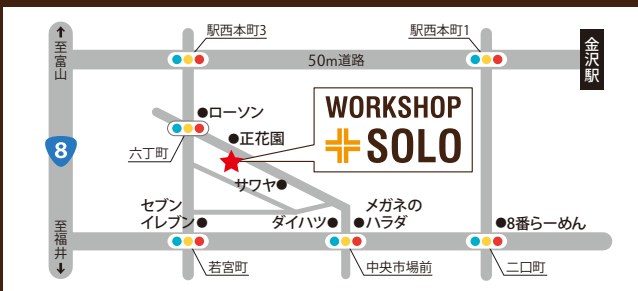 至富山
駅西本町3
駅西本町1
50m道路
金沢駅
ローソン
正花園
WORKSHOP
SOLO
8
六丁町
サワヤ
セブン
イレブン
ダイハツ
メガネの
ハラダ
8番らーめん
至福井
若宮町
中央市場前
二口町